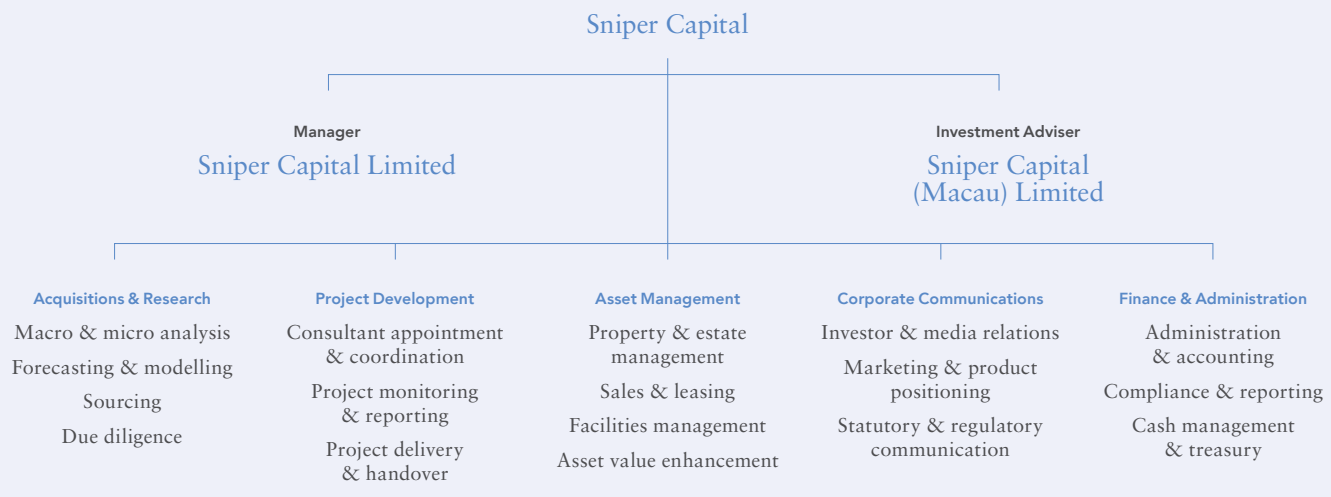 Sniper Capital
Manager
Sniper Capital Limited
Investment Adviser
Sniper Capital
(Macau) Limited
Acquisitions & Research
Macro & micro analysis
Forecasting & modelling
Sourcing
Due diligence
Project Development
Consultant appointment
& coordination
Project monitoring
& reporting
Project delivery
& handover
Asset Management
Property & estate
management
Sales & leasing
Facilities management
Asset value enhancement
Corporate Communications
Investor & media relations
Marketing & product
positioning
Statutory & regulatory
communication
Finance & Administration
Administration
& accounting
Compliance & reporting
Cash management
& treasury